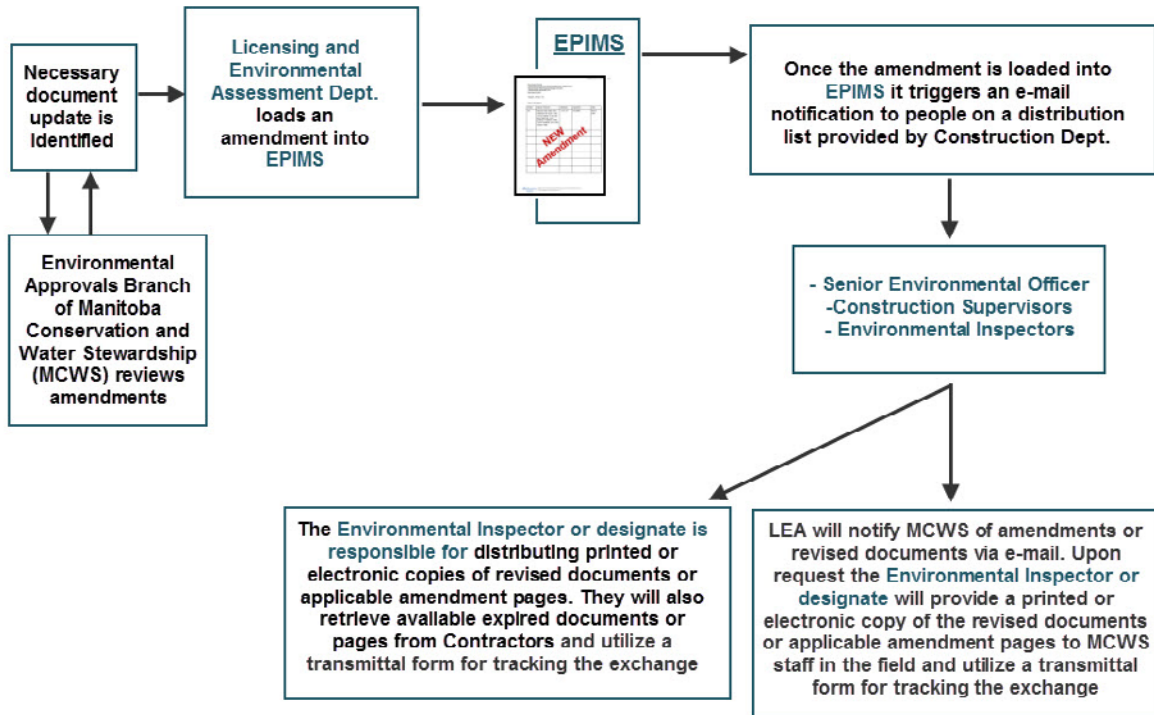 Necessary
document
update is
identified
Licensing and
Environmental
Assessment Dept.
loads an
amendment into
EPIMS
EPIMS
NEW
Amendment
Once the amendment is loaded into
EPIMS it triggers an e-mail
notification to people on a distribution
list provided by Construction Dept.
Environmental
Approvals Branch
of Manitoba
Conservation and
Water Stewardship
(MCWS) reviews
amendments
- Senior Environmental Officer
-Construction Supervisors
- Environmental Inspectors
The Environmental Inspector or designate is
responsible for distributing printed or
electronic copies of revised documents or
applicable amendment pages. They will also
retrieve available expired documents or
pages from Contractors and utilize a
transmittal form for tracking the exchange
LEA will notify MCWS of amendments or
revised documents via e-mail. Upon
request the Environmental Inspector or
designate will provide a printed or
electronic copy of the revised documents
or applicable amendment pages to MCWS
staff in the field and utilize a transmittal
form for tracking the exchange